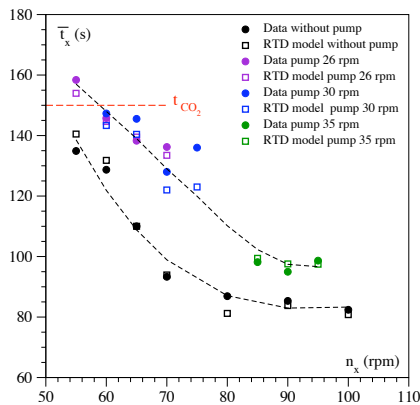 t̅x (s)
Data without pump
RTD model without pump
Data pump 26 rpm
RTD model pump 26 rpm
Data pump 30 rpm
RTD model  pump 30 rpm
Data pump 35 rpm
RTD model pump 35 rpm
t CO2
180
160
140
120
100
80
60
nx (rpm)
50 60 70 80 90 100 110